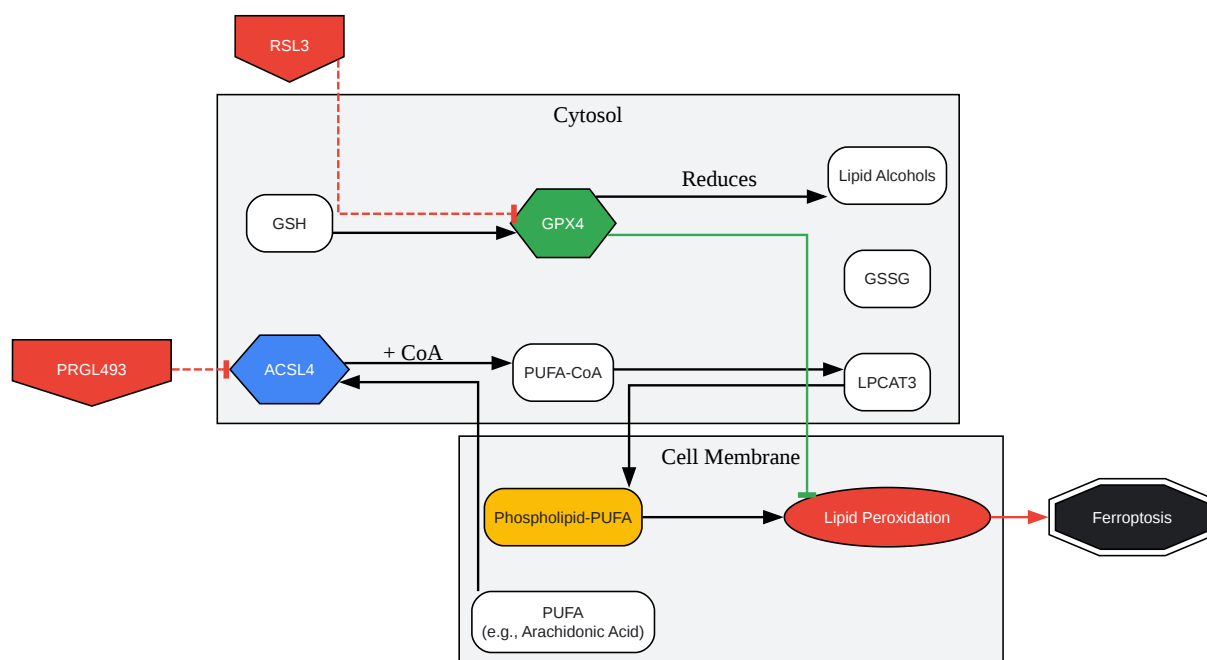 RSL3
Cytosol
Reduces
Lipid Alcohols
GSH
GPX4
GSSG
PRGL493
ACSL4
+ CoA
PUFA-CoA
LPCAT3
Cell Membrane
Phospholipid-PUFA
Lipid Peroxidation
Ferroptosis
PUFA
(e.g., Arachidonic Acid)